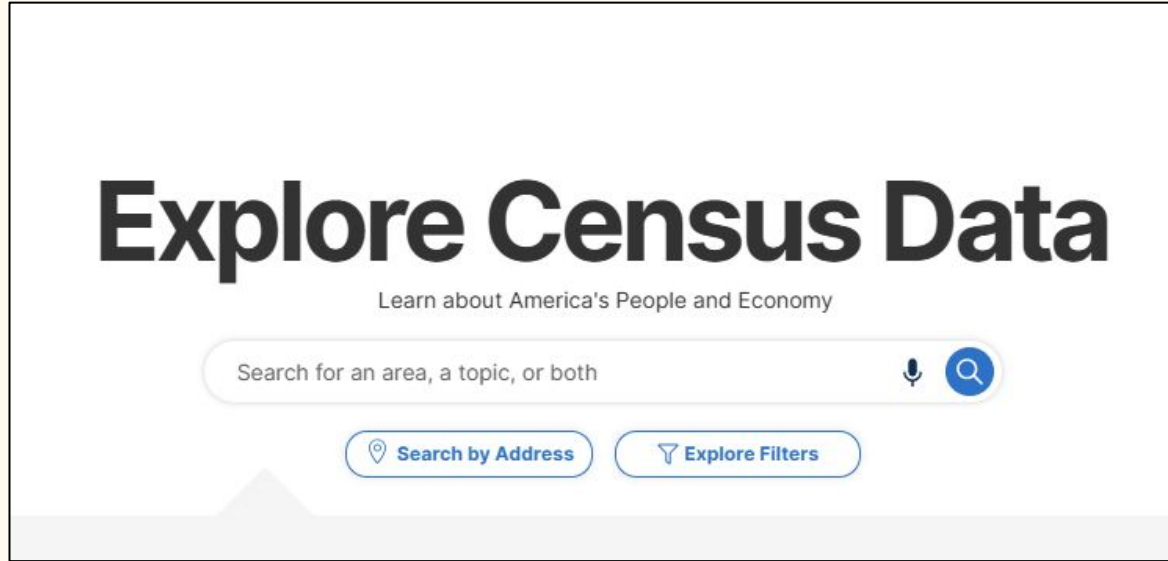 Explore Census Data
Learn about America's People and Economy
Search for an area, a topic, or both
Search by Address
Explore Filters